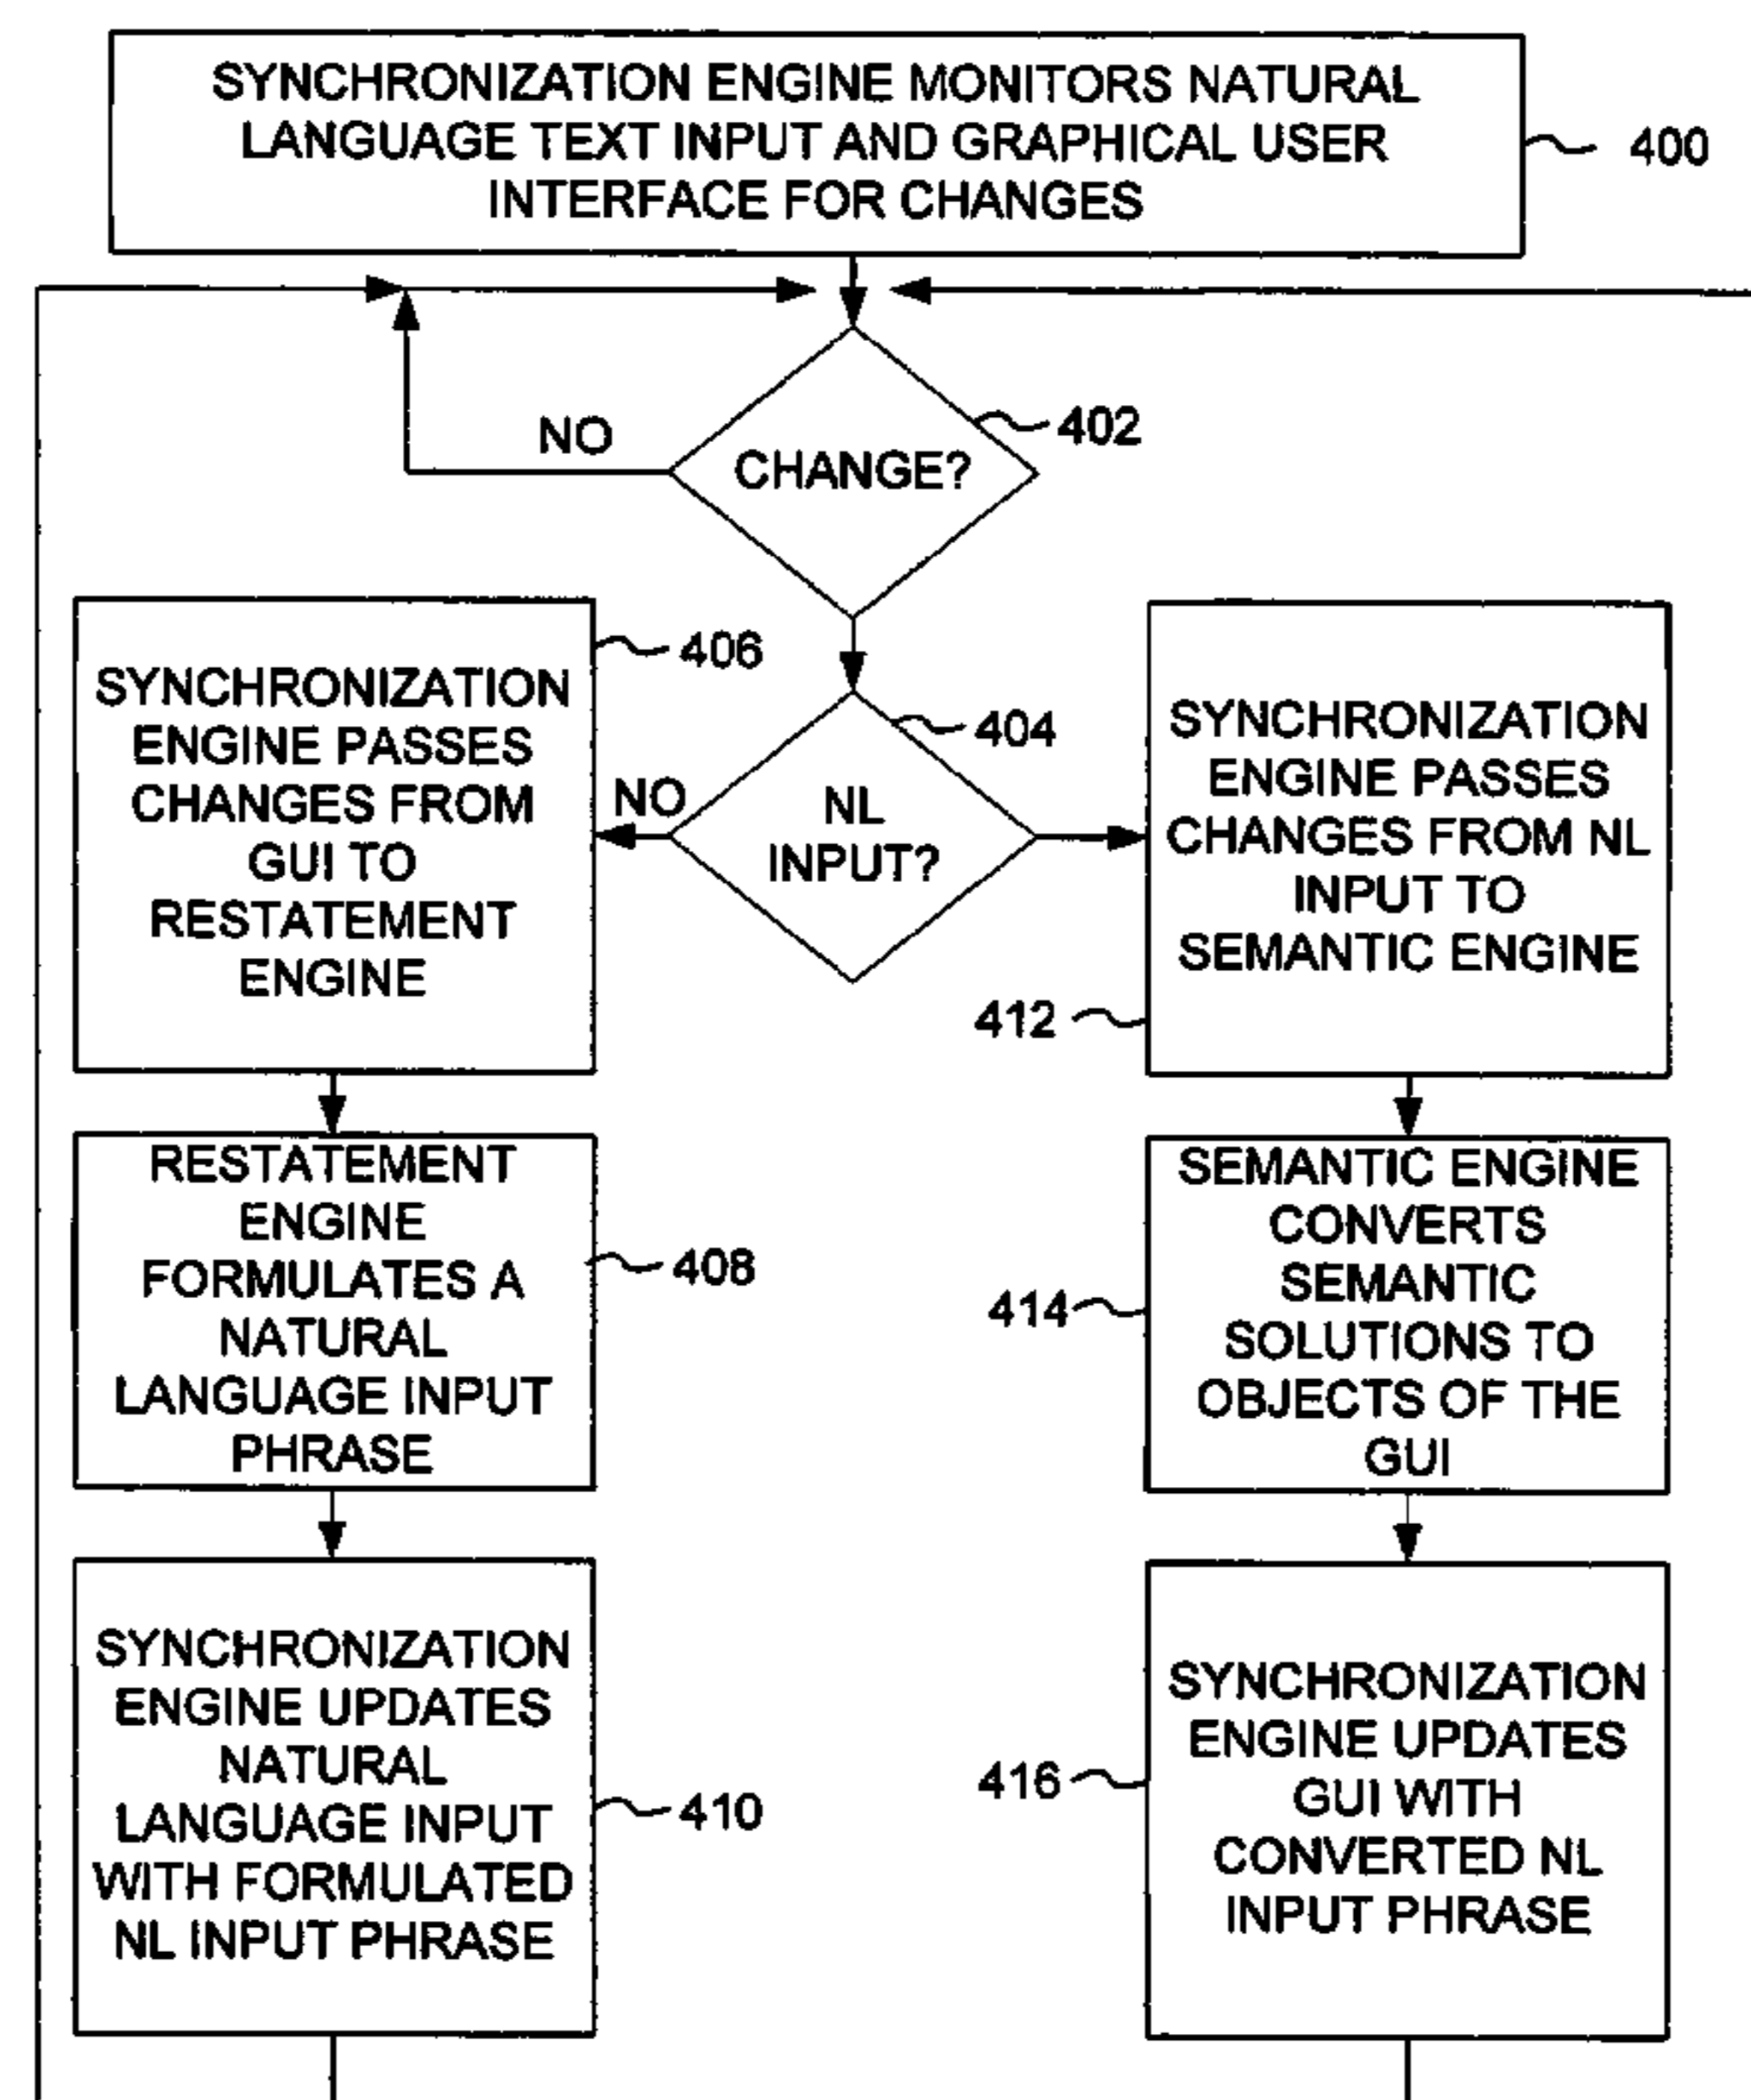 SYNCHRONIZATION ENGINE MONITORS NATURAL
LANGUAGE TEXT INPUT AND GRAPHICAL USER
INTERFACE FOR CHANGES
400
NO
CHANGE?
402
SYNCHRONIZATION
ENGINE PASSES
CHANGES FROM
GUI TO
RESTATEMENT
ENGINE
406
NO
NL
INPUT?
404
SYNCHRONIZATION
ENGINE PASSES
CHANGES FROM NL
INPUT TO
SEMANTIC ENGINE
412
RESTATEMENT
ENGINE
FORMULATES A
NATURAL
LANGUAGE INPUT
PHRASE
408
SEMANTIC ENGINE
CONVERTS
SEMANTIC
SOLUTIONS TO
OBJECTS OF THE
GUI
414
SYNCHRONIZATION
ENGINE UPDATES
NATURAL
LANGUAGE INPUT
WITH FORMULATED
NL INPUT PHRASE
410
SYNCHRONIZATION
ENGINE UPDATES
GUI WITH
CONVERTED NL
INPUT PHRASE
416